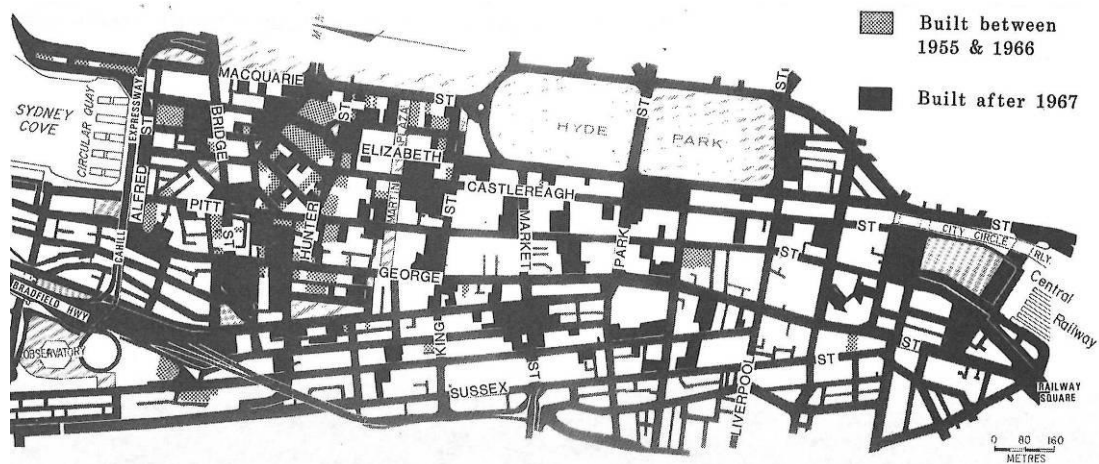 Built between
1955 & 1966
Built after 1967
MACQUARIE
ST
SYDNEY
COVE
CIRCULAR QUAY
EXPRESSWAY
CAHILL
ALFRED
ST
BRIDGE
ST
PITT
HUNTER
ST
ELIZABETH
ST
MARTIN
PLAZA
HYDE
PARK
CASTLEREAGH
ST
GEORGE
ST
KING
ST
MARKET
ST
PARK
ST
LIVERPOOL
ST
SUSSEX
ST
BRADFIELD
HWY
OBSERVATORY
ST
CITY CIRCLE
RLY.
Central
Railway
RAILWAY
SQUARE
0 80 160
METRES